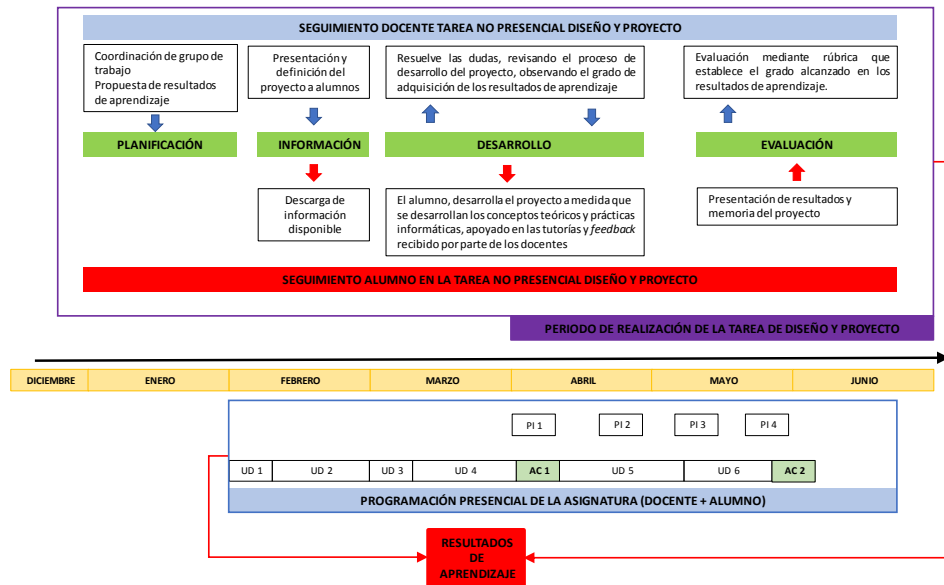 SEGUIMIENTO DOCENTE TAREA NO PRESENCIAL DISEÑO Y PROYECTO
Coordinación de grupo de
trabajo
Propuesta de resultados
de aprendizaje
Presentación y
definición del
proyecto a alumnos
Resuelve las dudas, revisando el proceso de
desarrollo del proyecto, observando el grado de
adquisición de los resultados de aprendizaje
Evaluación mediante rúbrica que
establece el grado alcanzado en los
resultados de aprendizaje.
PLANIFICACIÓN
INFORMACIÓN
DESARROLLO
EVALUACIÓN
Descarga de
información
disponible
El alumno, desarrolla el proyecto a medida que
se desarrollan los conceptos teóricos y prácticas
informáticas, apoyado en las tutorías y feedback
recibido por parte de los docentes
Presentación de resultados y
memoria del proyecto
SEGUIMIENTO ALUMNO EN LA TAREA NO PRESENCIAL DISEÑO Y PROYECTO
PERIODO DE REALIZACIÓN DE LA TAREA DE DISEÑO Y PROYECTO
DICIEMBRE
ENERO
FEBRERO
MARZO
ABRIL
MAYO
JUNIO
PI 1
PI 2
PI 3
PI 4
UD 1
UD 2
UD 3
UD 4
AC 1
UD 5
UD 6
AC 2
PROGRAMACIÓN PRESENCIAL DE LA ASIGNATURA (DOCENTE + ALUMNO)
RESULTADOS
DE
APRENDIZAJE